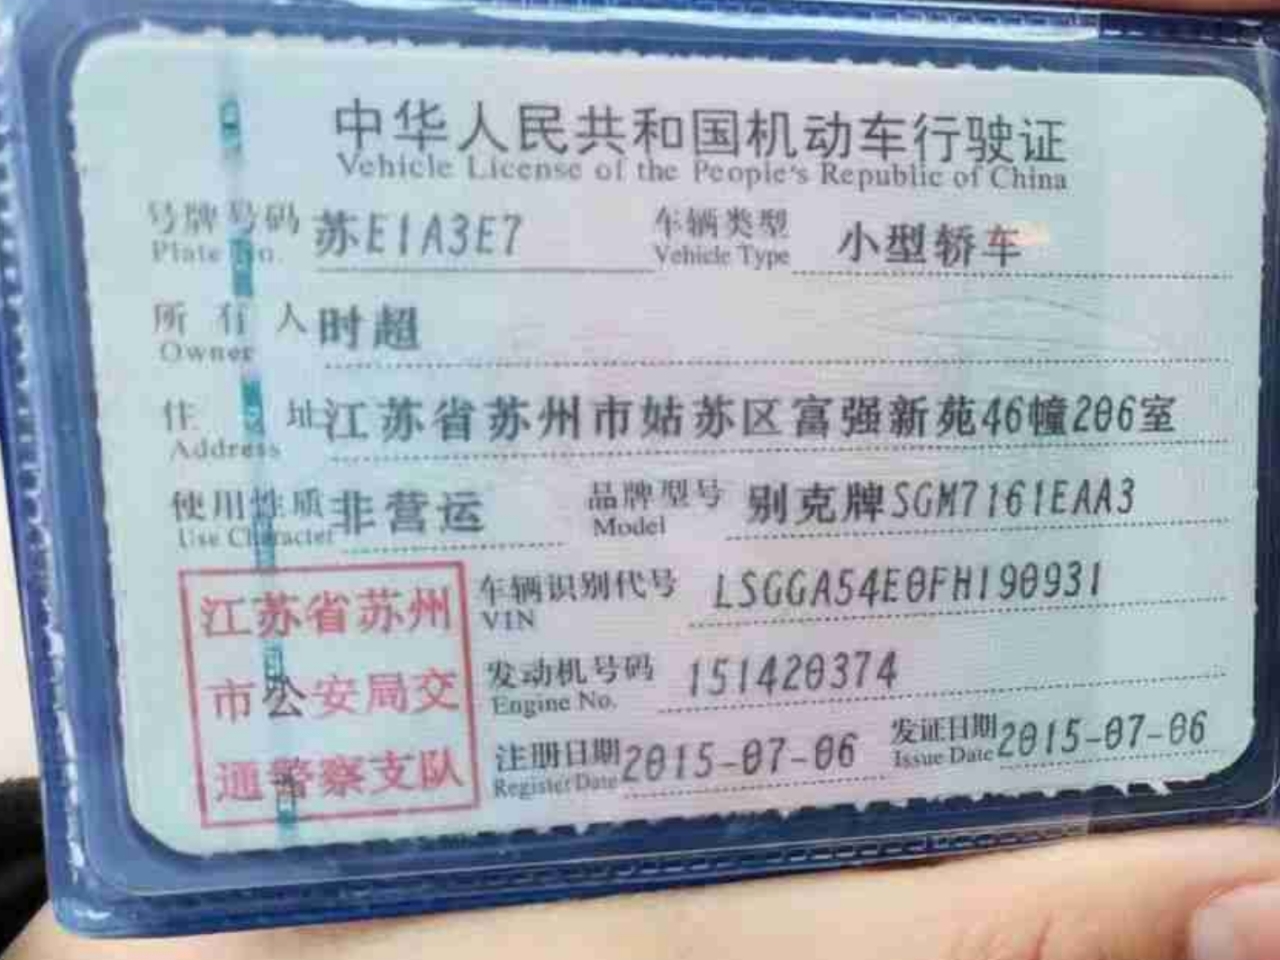 中华人民共和国机动车行驶证
Vehicle License of the People's Republic of China
号牌号码 苏E1A3E7 车辆类型 小型轿车
Plate No. Vehicle Type
所有人 时超
Owner
住址 江苏省苏州市姑苏区富强新苑46幢206室
Address
使用性质 非营运 品牌型号 别克牌SGM7161EAA3
Use Character Model
江苏省苏州
市公安局交
通警察支队
车辆识别代号 LSGGA54E0FH190931
VIN
发动机号码 151420374
Engine No.
注册日期 2015-07-06 发证日期 2015-07-06
Register Date Issue Date